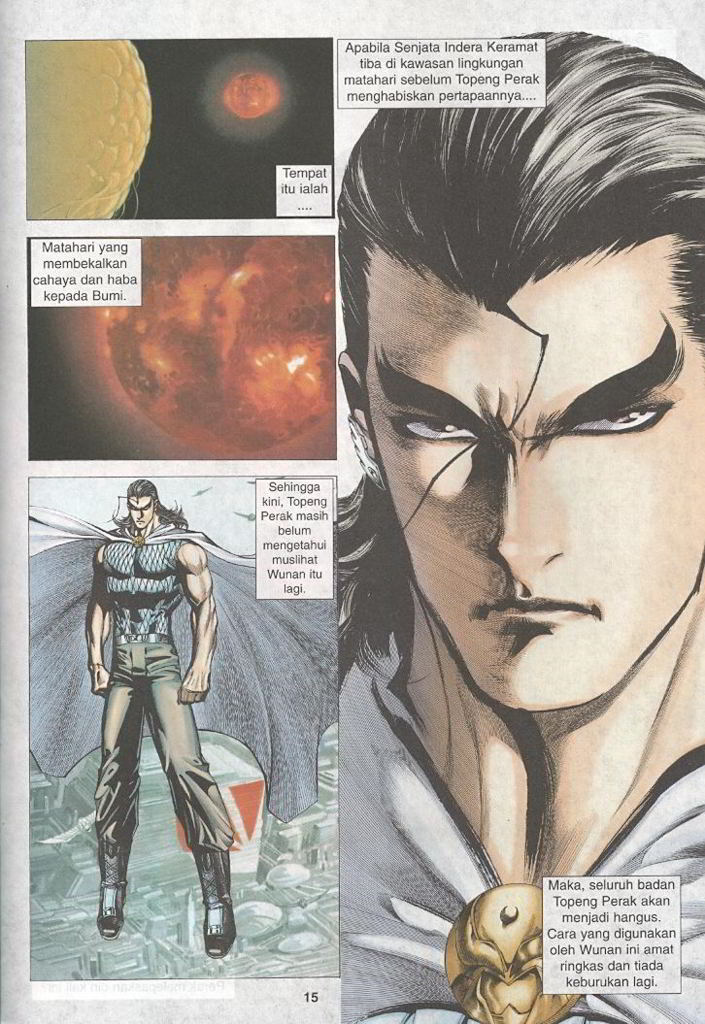 Tempat
itu ialah
....
Matahari yang
membekalkan
cahaya dan haba
kepada Bumi.
Sehingga
kini, Topeng
Perak masih
belum
mengetahui
muslihat
Wunan itu
lagi.
Apabila Senjata Indera Keramat
tiba di kawasan lingkungan
matahari sebelum Topeng Perak
menghabiskan pertapaannya....
Maka, seluruh badan
Topeng Perak akan
menjadi hangus.
Cara yang digunakan
oleh Wunan ini amat
ringkas dan tiada
keburukan lagi.
15